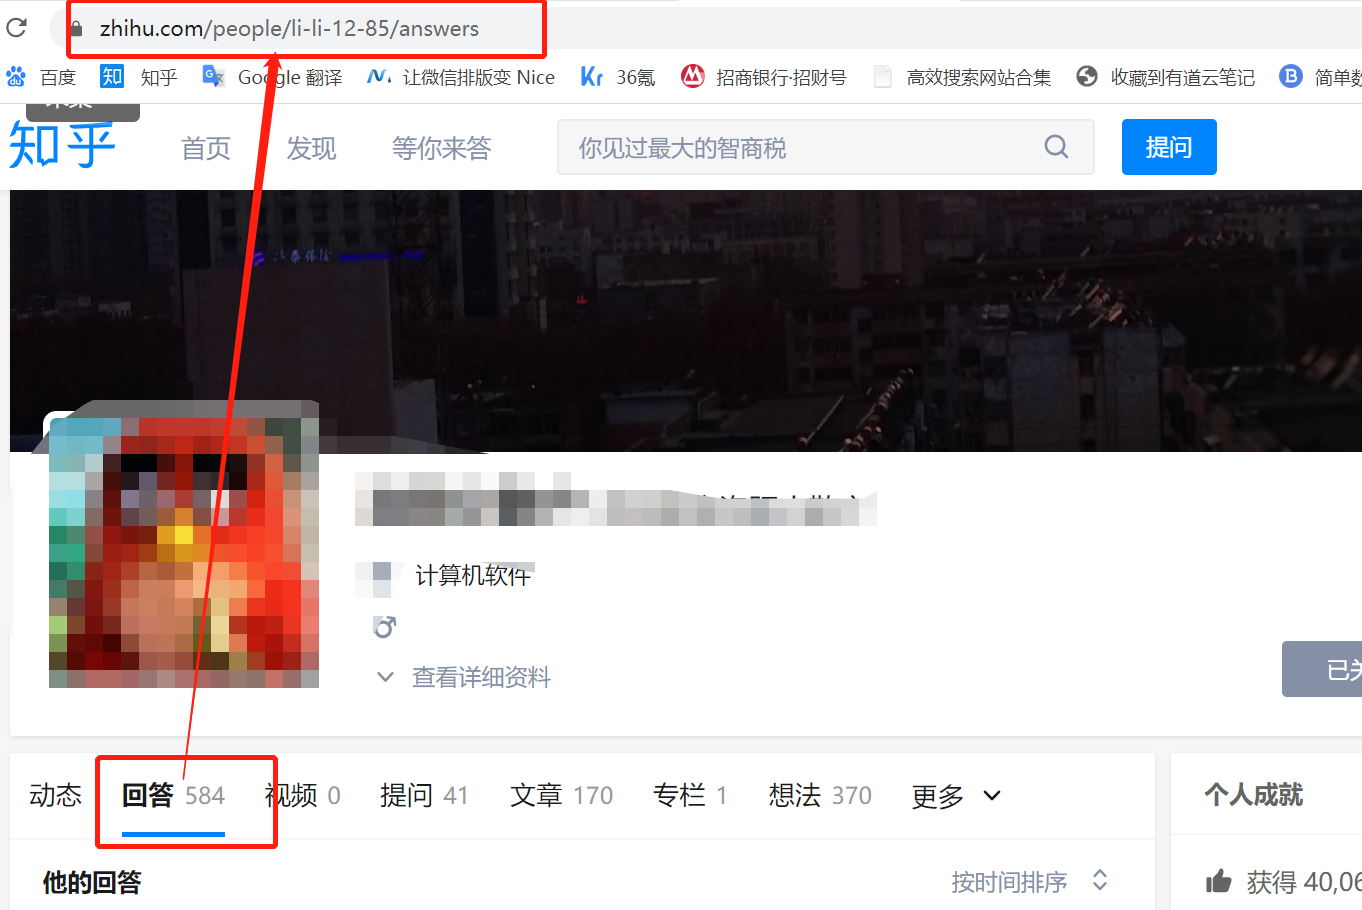 zhihu.com/people/li-li-12-85/answers
百度 知乎 Google 翻译 让微信排版变 Nice 36氪 招商银行·招财号 高效搜索网站合集 收藏到有道云笔记 简单数
知乎 首页 发现 等你来答 你见过最大的智商税 提问
计算机软件
查看详细资料
已关
动态 回答 584 视频 0 提问 41 文章 170 专栏 1 想法 370 更多
个人成就
他的回答 按时间排序
获得 40,06